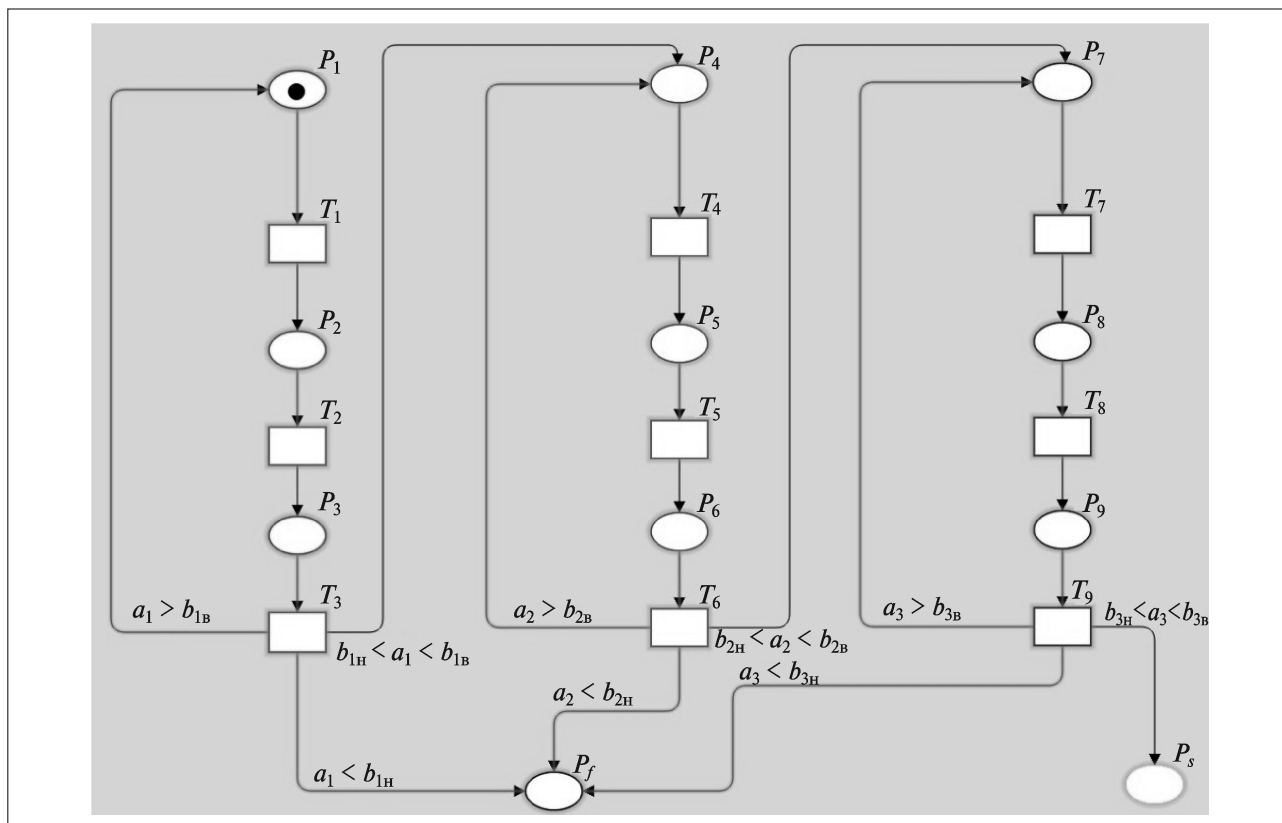 P₁
P₄
P₇
T₁
T₄
T₇
P₂
P₅
P₈
T₂
T₅
T₈
P₃
P₆
P₉
T₃
T₆
T₉
a₁ > b₁в
b₁н < a₁ < b₁в
a₂ > b₂в
b₂н < a₂ < b₂в
a₃ > b₃в
b₃н<a₃<b₃в
a₂ < b₂н
a₃ < b₃н
a₁ < b₁н
P_f
P_s